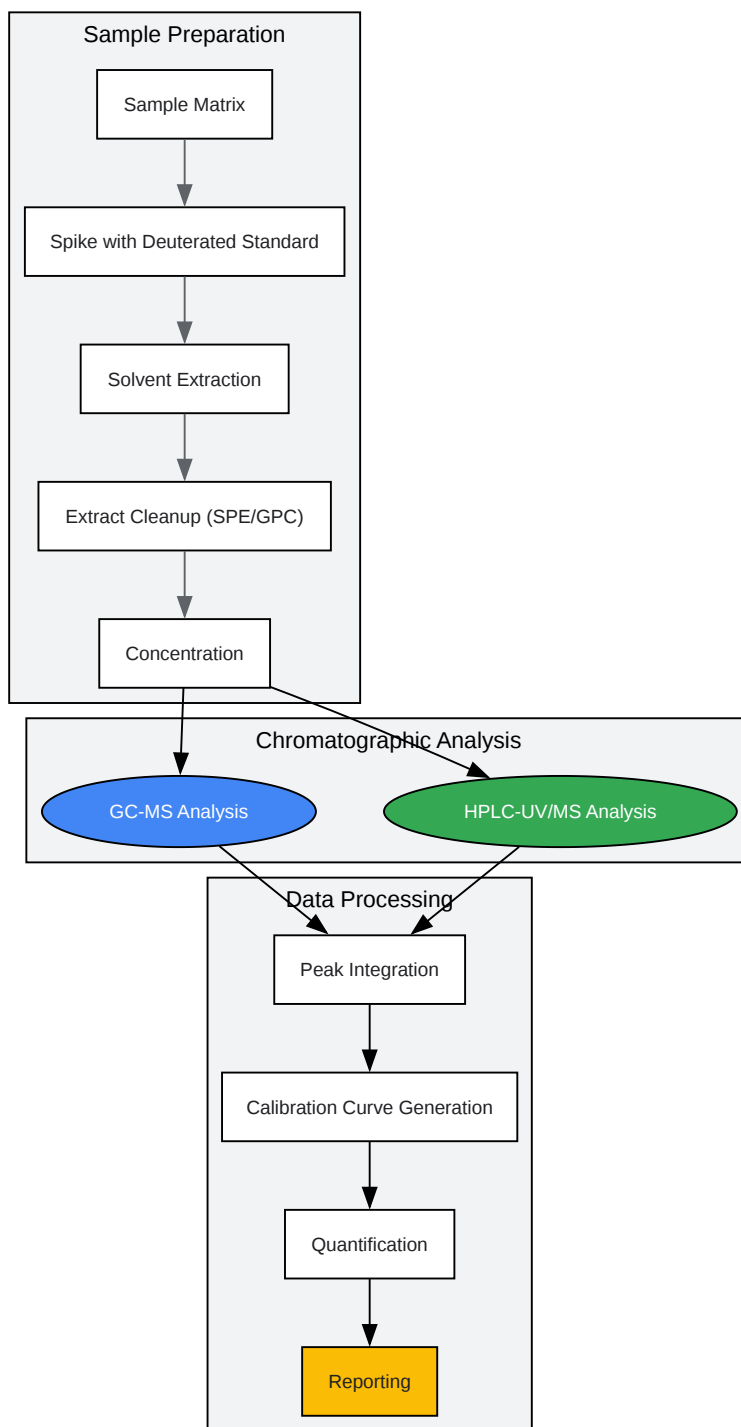 Sample Preparation
Sample Matrix
Spike with Deuterated Standard
Solvent Extraction
Extract Cleanup (SPE/GPC)
Concentration
Chromatographic Analysis
GC-MS Analysis
HPLC-UV/MS Analysis
Data Processing
Peak Integration
Calibration Curve Generation
Quantification
Reporting